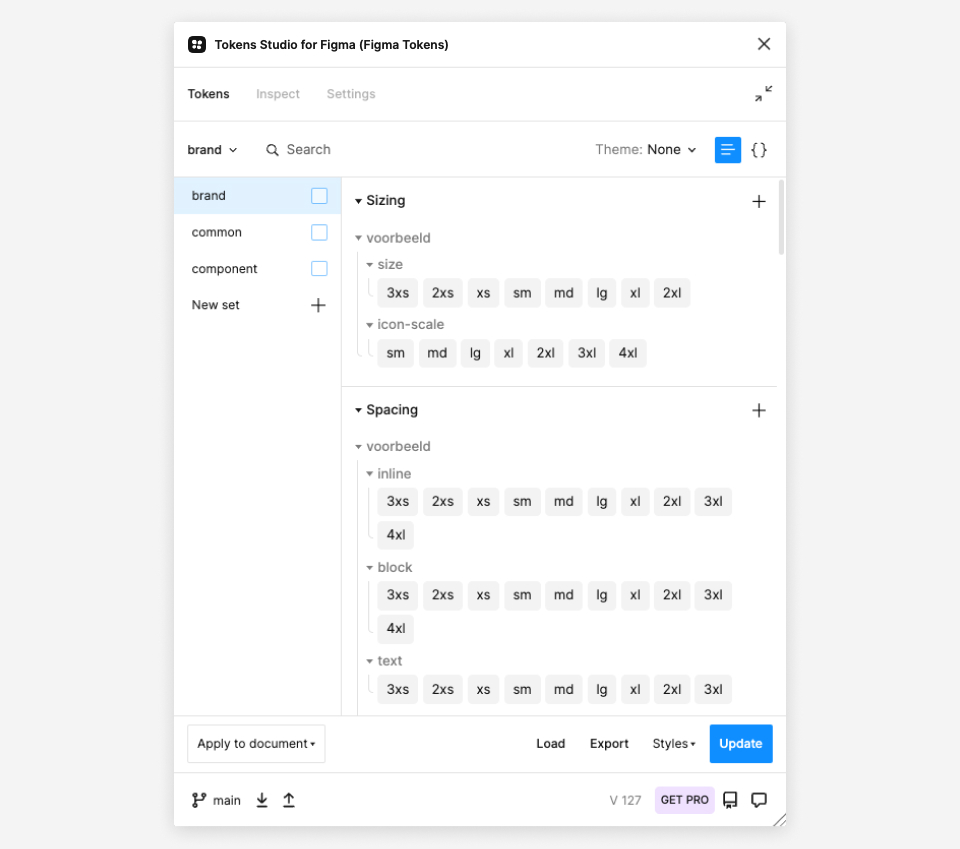 Tokens Studio for Figma (Figma Tokens)
Tokens Inspect Settings
brand Search Theme: None {}
brand
common
component
New set
Sizing
voorbeeld
size
3xs 2xs xs sm md lg xl 2xl
icon-scale
sm md lg xl 2xl 3xl 4xl
Spacing
voorbeeld
inline
3xs 2xs xs sm md lg xl 2xl 3xl
4xl
block
3xs 2xs xs sm md lg xl 2xl 3xl
4xl
text
3xs 2xs xs sm md lg xl 2xl 3xl
Apply to document Load Export Styles Update
main V 127 GET PRO